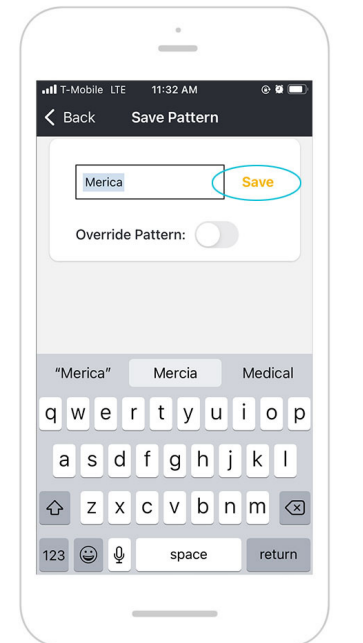 T-Mobile LTE 11:32 AM
Back Save Pattern
Merica Save
Override Pattern:
"Merica" Mercia Medical
q w e r t y u i o p
a s d f g h j k l
z x c v b n m
123 space return